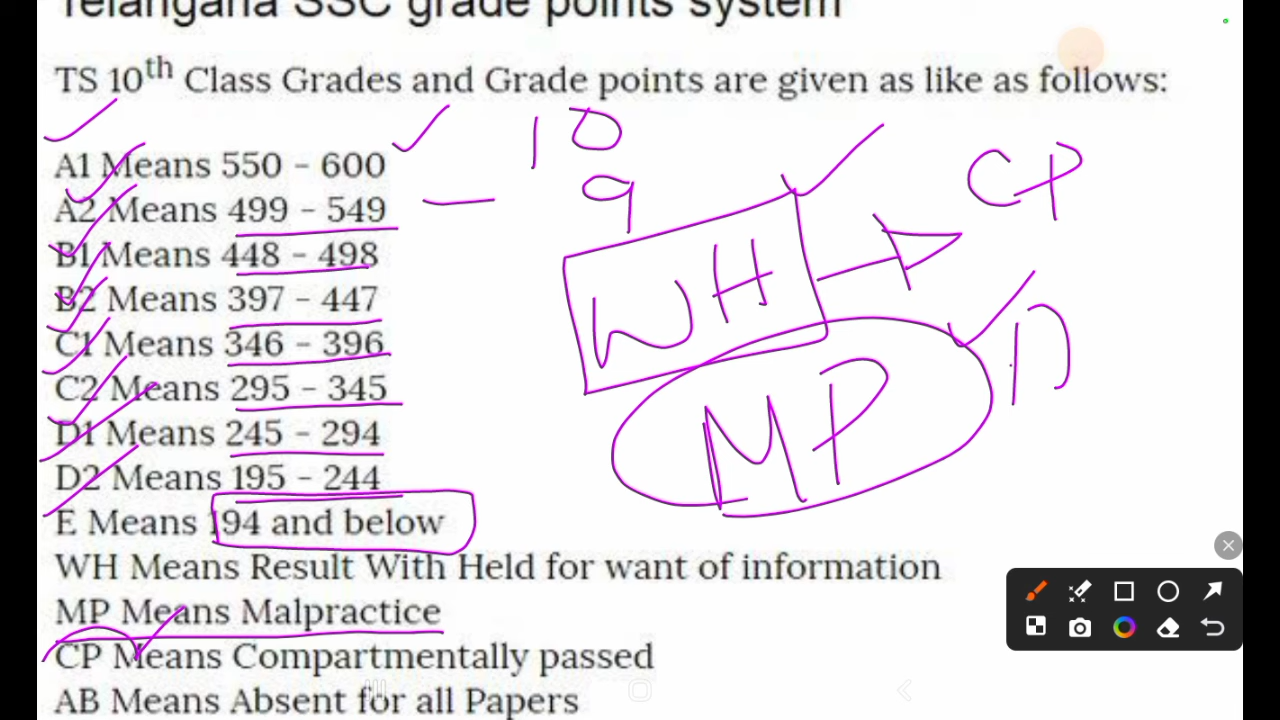 Telangana SSC grade points system
TS 10th Class Grades and Grade points are given as like as follows:
A1 Means 550 - 600
10
A2 Means 499 - 549
9
CP
B1 Means 448 - 498
WH
B2 Means 397 - 447
C1 Means 346 - 396
C2 Means 295 - 345
MP
D1 Means 245 - 294
D2 Means 195 - 244
E Means 194 and below
WH Means Result With Held for want of information
MP Means Malpractice
CP Means Compartmentally passed
AB Means Absent for all Papers